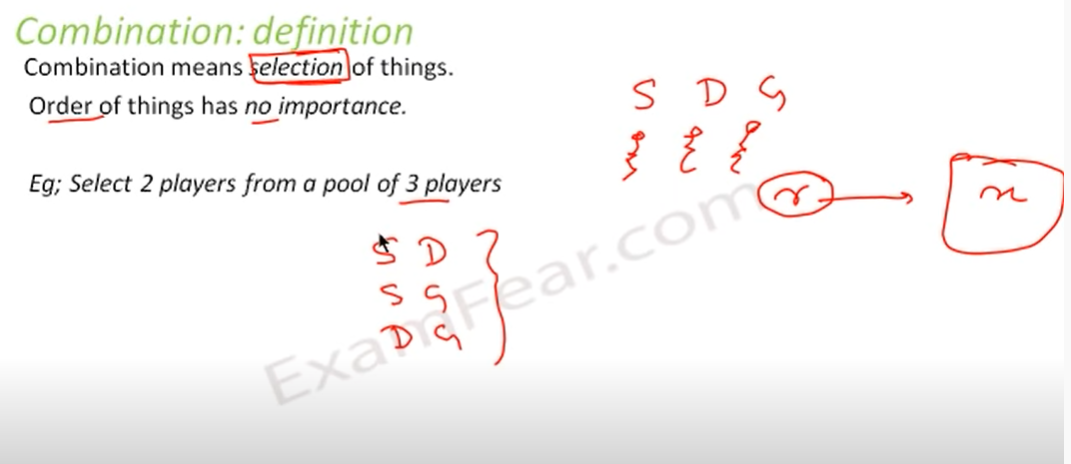 Combination: definition
Combination means selection of things.
Order of things has no importance.
S D G
Eg; Select 2 players from a pool of 3 players
r
n
S D
S G
D G
ExamFear.com